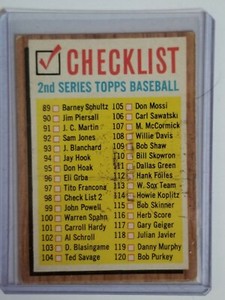 CHECKLIST
2nd SERIES TOPPS BASEBALL
89 Barney Schultz
90 Jim Piersall
91 J. C. Martin
92 Sam Jones
93 J. Blanchard
94 Jay Hook
95 Don Hoak
96 Eli Grba
97 Tito Francona
98 Check List 2
99 John Powell
100 Warren Spahn
101 Carroll Hardy
102 Al Schroll
103 D. Blasingame
104 Ted Savage
105 Don Mossi
106 Carl Sawatski
107 M. McCormick
108 Willie Davis
109 Bob Shaw
110 Bill Skowron
111 Dallas Green
112 Hank Foiles
113 W. Sox Team
114 Howie Koplitz
115 Bob Skinner
116 Herb Score
117 Gary Geiger
118 Julian Javier
119 Danny Murphy
120 Bob Purkey